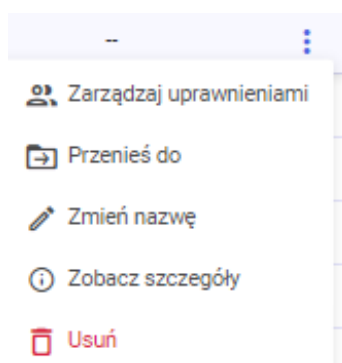 --
Zarządzaj uprawnieniami
Przenieś do
Zmień nazwę
Zobacz szczegóły
Usuń